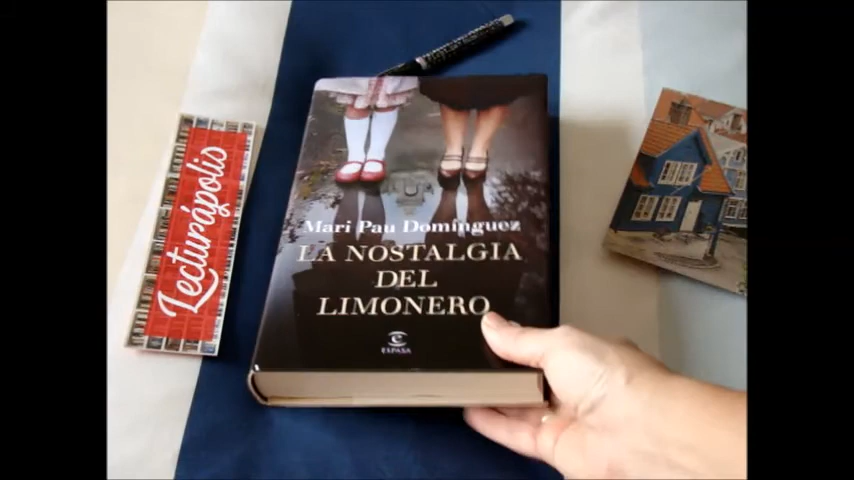 Lecturápolis
Mari Pau Domínguez
LA NOSTALGIA
DEL
LIMONERO
e
ESPASA